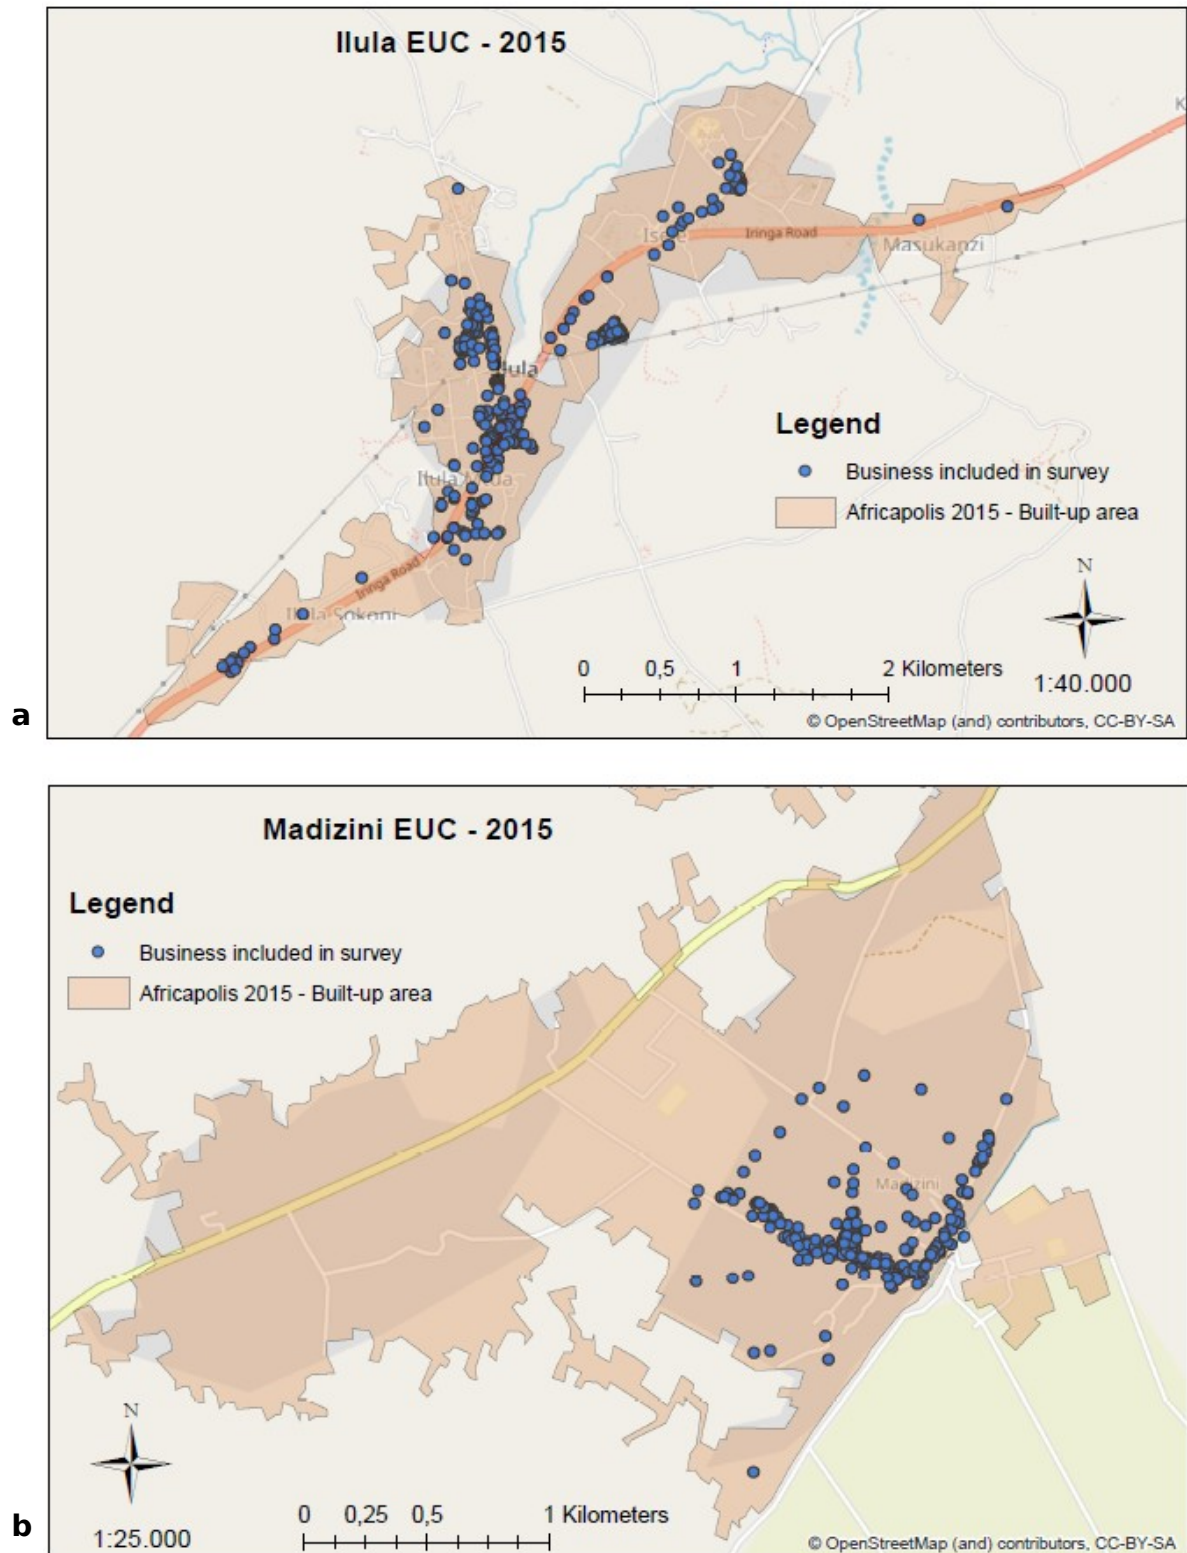 Ilula EUC - 2015
Iringa Road
Masukanzi
Ilula
Legend
Business included in survey
Africapolis 2015 - Built-up area
Iringa Road
Ilula Sokoni
N
0 0,5 1 2 Kilometers
1:40.000
© OpenStreetMap (and) contributors, CC-BY-SA
a
Madizini EUC - 2015
Legend
Business included in survey
Africapolis 2015 - Built-up area
Madizini
N
0 0,25 0,5 1 Kilometers
1:25.000
© OpenStreetMap (and) contributors, CC-BY-SA
b